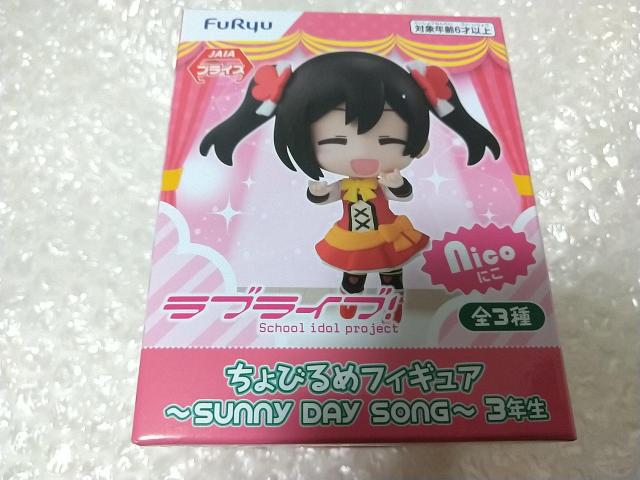 FuRyu
対象年齢6才以上
JAIA
プライズ
Nico
にこ
ラブライブ!
School idol project
全3種
ちょびるめフィギュア
～SUNNY DAY SONG～ 3年生